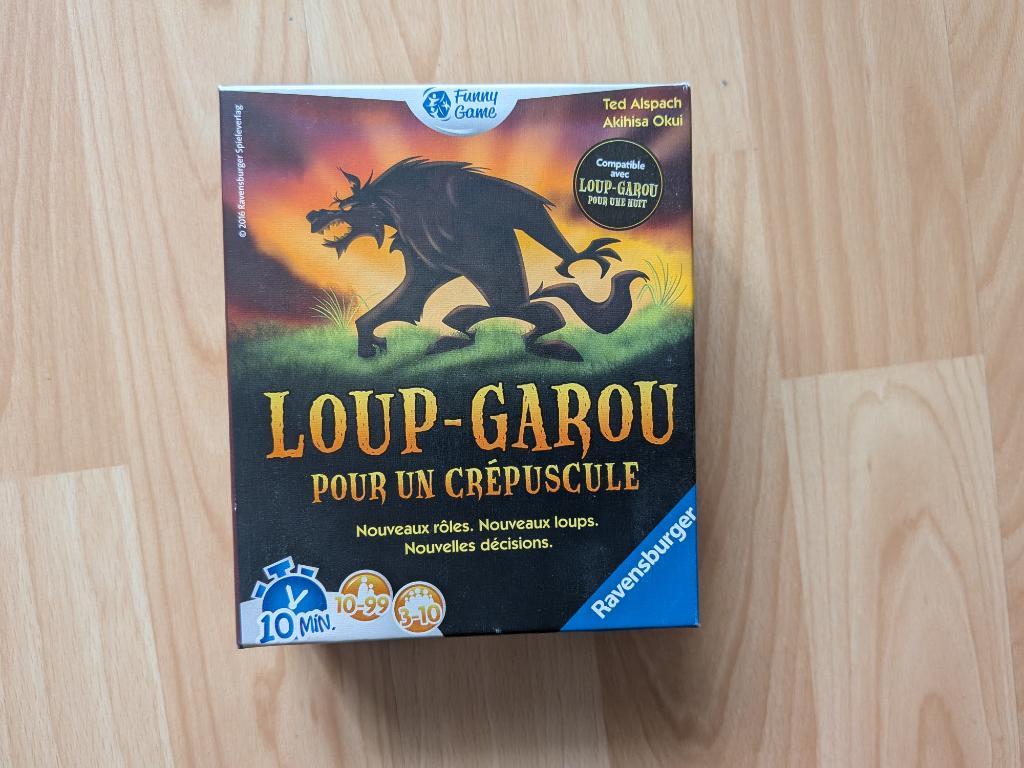 Funny
Game
Ted Alspach
Akihisa Okui
© 2016 Ravensburger Spieleverlag
Compatible
avec
LOUP-GAROU
POUR UNE NUIT
LOUP-GAROU
POUR UN CRÉPUSCULE
Nouveaux rôles. Nouveaux loups.
Nouvelles décisions.
Ravensburger
10 MIN.
10-99
3-10